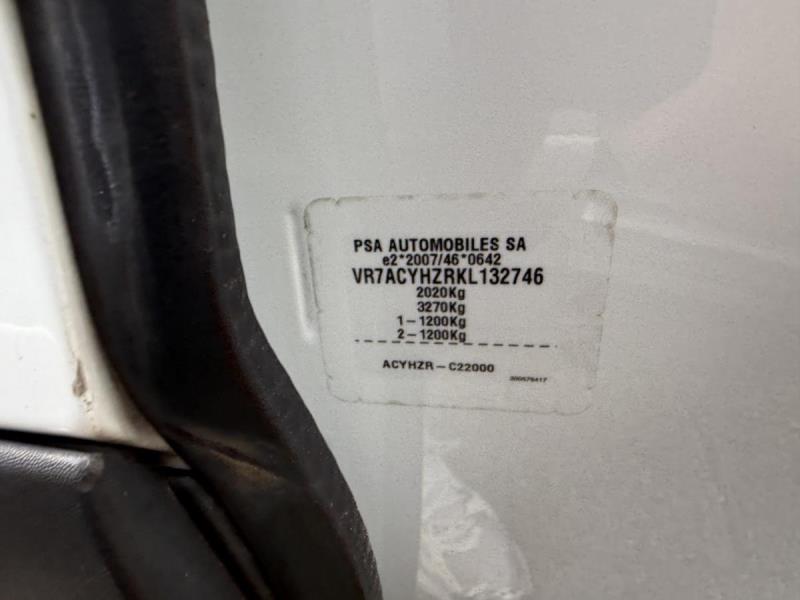 PSA AUTOMOBILES SA
e2*2007/46*0642
VR7ACYHZRKL132746
2020Kg
3270Kg
1-1200Kg
2-1200Kg
ACYHZR-C22000